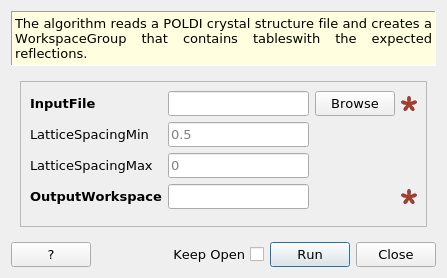 The algorithm reads a POLDI crystal structure file and creates a
WorkspaceGroup that contains tableswith the expected
reflections.
InputFile Browse *
LatticeSpacingMin 0.5
LatticeSpacingMax 0
OutputWorkspace *
? Keep Open Run Close